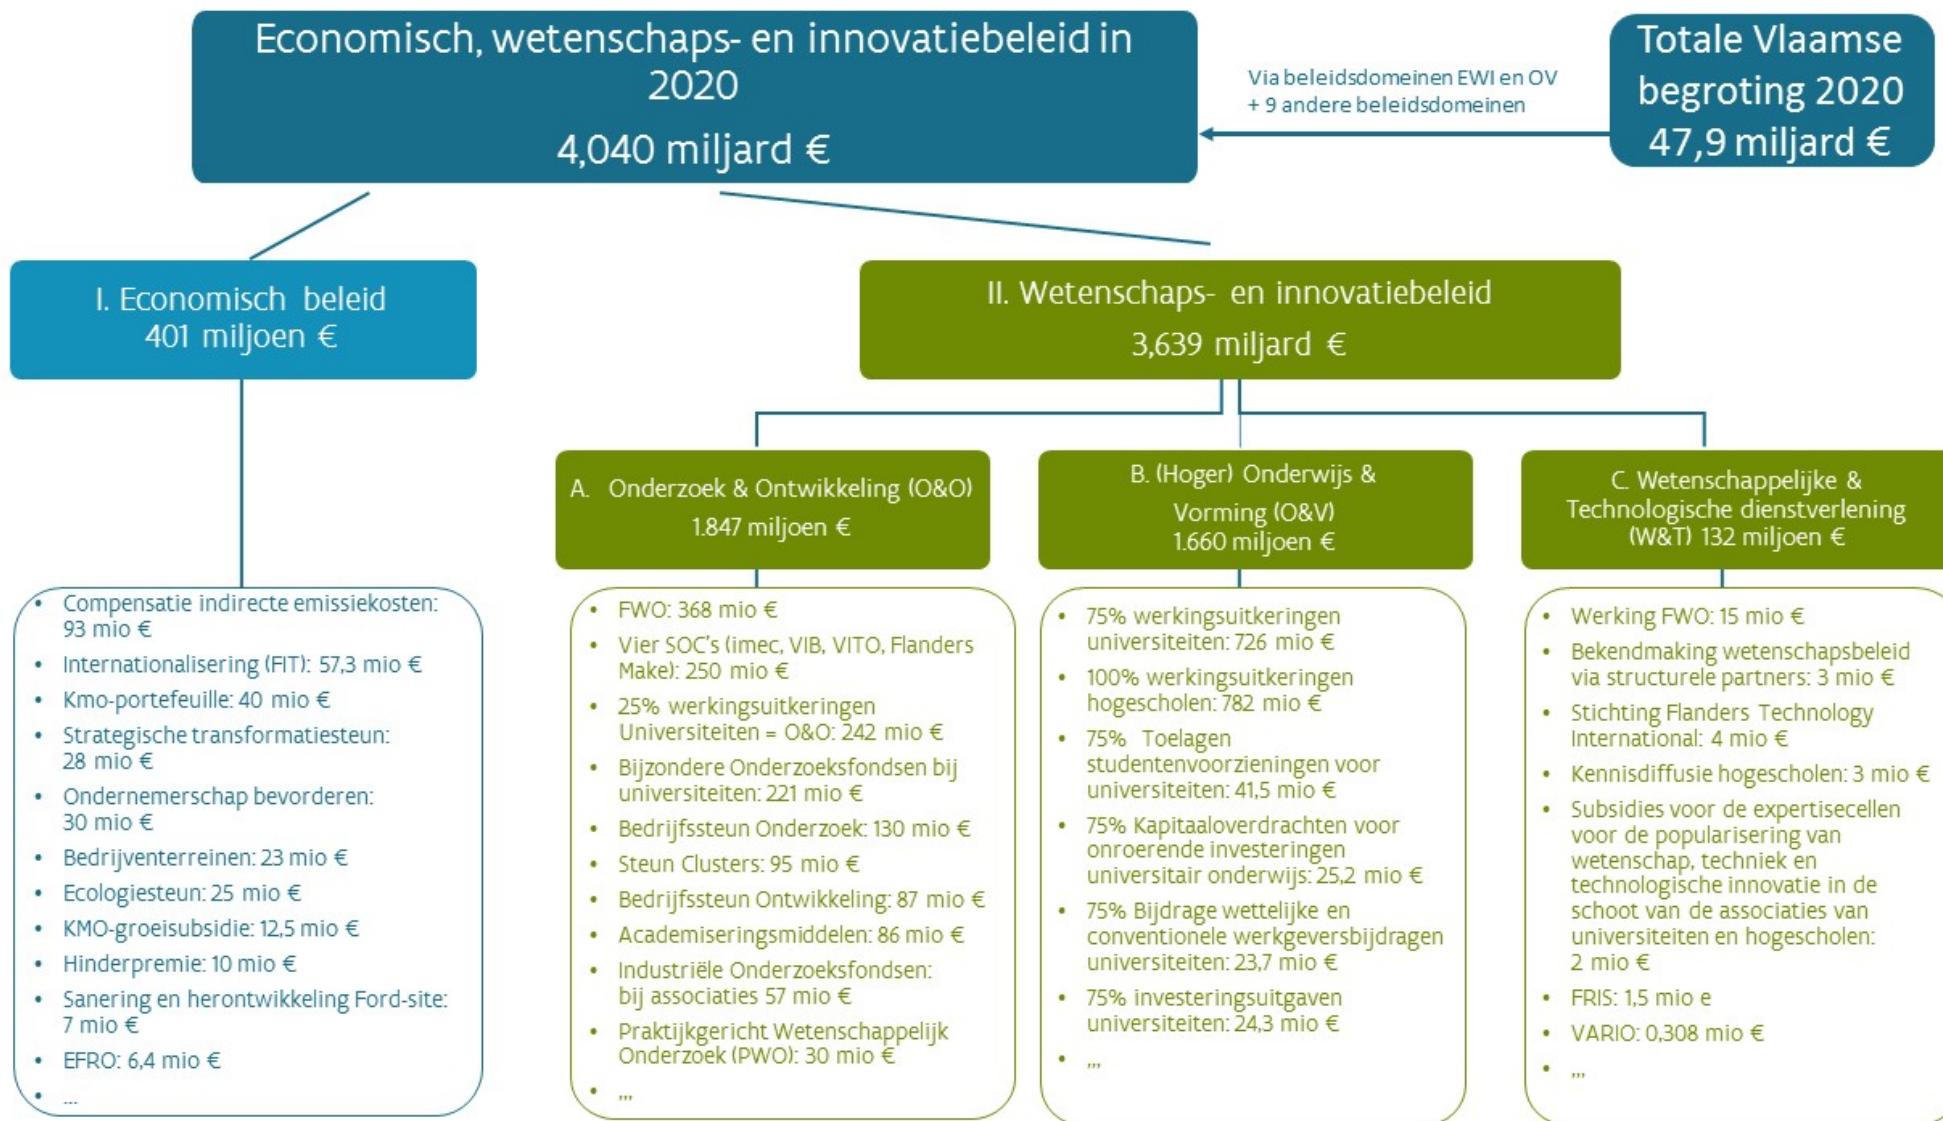 Economisch, wetenschaps- en innovatiebeleid in
2020
4,040 miljard €
Via beleidsdomeinen EWI en OV
+ 9 andere beleidsdomeinen
Totale Vlaamse
begroting 2020
47,9 miljard €
I. Economisch beleid
401 miljoen €
II. Wetenschaps- en innovatiebeleid
3,639 miljard €
A. Onderzoek & Ontwikkeling (O&O)
1.847 miljoen €
B. (Hoger) Onderwijs &
Vorming (O&V)
1.660 miljoen €
C. Wetenschappelijke &
Technologische dienstverlening
(W&T) 132 miljoen €
• Compensatie indirecte emissiekosten:
93 mio €
• Internationalisering (FIT): 57,3 mio €
• Kmo-portefeuille: 40 mio €
• Strategische transformatiesteun:
28 mio €
• Ondernemerschap bevorderen:
30 mio €
• Bedrijventerreinen: 23 mio €
• Ecologiesteun: 25 mio €
• KMO-groeisubsidie: 12,5 mio €
• Hinderpremie: 10 mio €
• Sanering en herontwikkeling Ford-site:
7 mio €
• EFRO: 6,4 mio €
• ...
• FWO: 368 mio €
• Vier SOC's (imec, VIB, VITO, Flanders
Make): 250 mio €
• 25% werkingsuitkeringen
Universiteiten = O&O: 242 mio €
• Bijzondere Onderzoeksfondsen bij
universiteiten: 221 mio €
• Bedrijfssteun Onderzoek: 130 mio €
• Steun Clusters: 95 mio €
• Bedrijfssteun Ontwikkeling: 87 mio €
• Academiseringsmiddelen: 86 mio €
• Industriële Onderzoeksfondsen:
bij associaties 57 mio €
• Praktijkgericht Wetenschappelijk
Onderzoek (PWO): 30 mio €
• ,,,
• 75% werkingsuitkeringen
universiteiten: 726 mio €
• 100% werkingsuitkeringen
hogescholen: 782 mio €
• 75% Toelagen
studentenvoorzieningen voor
universiteiten: 41,5 mio €
• 75% Kapitaaloverdrachten voor
onroerende investeringen
universitair onderwijs: 25,2 mio €
• 75% Bijdrage wettelijke en
conventionele werkgeversbijdragen
universiteiten: 23,7 mio €
• 75% investeringsuitgaven
universiteiten: 24,3 mio €
• ,,,
• Werking FWO: 15 mio €
• Bekendmaking wetenschapsbeleid
via structurele partners: 3 mio €
• Stichting Flanders Technology
International: 4 mio €
• Kennisdiffusie hogescholen: 3 mio €
• Subsidies voor de expertisecellen
voor de popularisering van
wetenschap, techniek en
technologische innovatie in de
schoot van de associaties van
universiteiten en hogescholen:
2 mio €
• FRIS: 1,5 mio e
• VARIO: 0,308 mio €
• ,,,